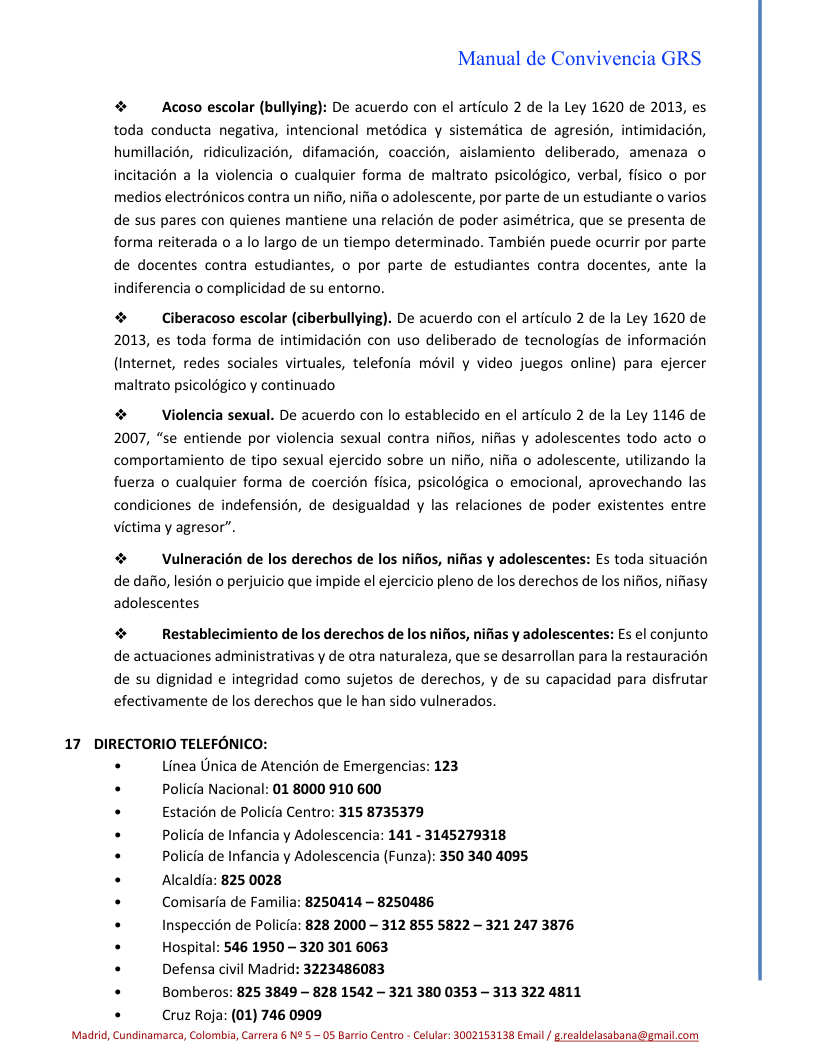 Manual de Convivencia GRS
❖ Acoso escolar (bullying): De acuerdo con el artículo 2 de la Ley 1620 de 2013, es
toda conducta negativa, intencional metódica y sistemática de agresión, intimidación,
humillación, ridiculización, difamación, coacción, aislamiento deliberado, amenaza o
incitación a la violencia o cualquier forma de maltrato psicológico, verbal, físico o por
medios electrónicos contra un niño, niña o adolescente, por parte de un estudiante o varios
de sus pares con quienes mantiene una relación de poder asimétrica, que se presenta de
forma reiterada o a lo largo de un tiempo determinado. También puede ocurrir por parte
de docentes contra estudiantes, o por parte de estudiantes contra docentes, ante la
indiferencia o complicidad de su entorno.
❖ Ciberacoso escolar (ciberbullying). De acuerdo con el artículo 2 de la Ley 1620 de
2013, es toda forma de intimidación con uso deliberado de tecnologías de información
(Internet, redes sociales virtuales, telefonía móvil y video juegos online) para ejercer
maltrato psicológico y continuado
❖ Violencia sexual. De acuerdo con lo establecido en el artículo 2 de la Ley 1146 de
2007, “se entiende por violencia sexual contra niños, niñas y adolescentes todo acto o
comportamiento de tipo sexual ejercido sobre un niño, niña o adolescente, utilizando la
fuerza o cualquier forma de coerción física, psicológica o emocional, aprovechando las
condiciones de indefensión, de desigualdad y las relaciones de poder existentes entre
víctima y agresor”.
❖ Vulneración de los derechos de los niños, niñas y adolescentes: Es toda situación
de daño, lesión o perjuicio que impide el ejercicio pleno de los derechos de los niños, niñasy
adolescentes
❖ Restablecimiento de los derechos de los niños, niñas y adolescentes: Es el conjunto
de actuaciones administrativas y de otra naturaleza, que se desarrollan para la restauración
de su dignidad e integridad como sujetos de derechos, y de su capacidad para disfrutar
efectivamente de los derechos que le han sido vulnerados.
17 DIRECTORIO TELEFÓNICO:
• Línea Única de Atención de Emergencias: 123
• Policía Nacional: 01 8000 910 600
• Estación de Policía Centro: 315 8735379
• Policía de Infancia y Adolescencia: 141 - 3145279318
• Policía de Infancia y Adolescencia (Funza): 350 340 4095
• Alcaldía: 825 0028
• Comisaría de Familia: 8250414 – 8250486
• Inspección de Policía: 828 2000 – 312 855 5822 – 321 247 3876
• Hospital: 546 1950 – 320 301 6063
• Defensa civil Madrid: 3223486083
• Bomberos: 825 3849 – 828 1542 – 321 380 0353 – 313 322 4811
• Cruz Roja: (01) 746 0909
Madrid, Cundinamarca, Colombia, Carrera 6 Nº 5 – 05 Barrio Centro - Celular: 3002153138 Email / g.realdelasabana@gmail.com